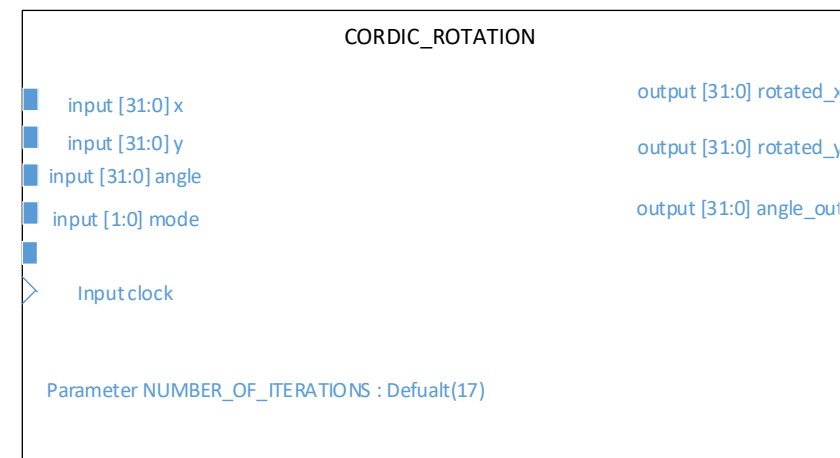 CORDIC_ROTATION
input [31:0] x
input [31:0] y
input [31:0] angle
input [1:0] mode
Input clock
Parameter NUMBER_OF_ITERATIONS : Defualt(17)
output [31:0] rotated_x
output [31:0] rotated_y
output [31:0] angle_out